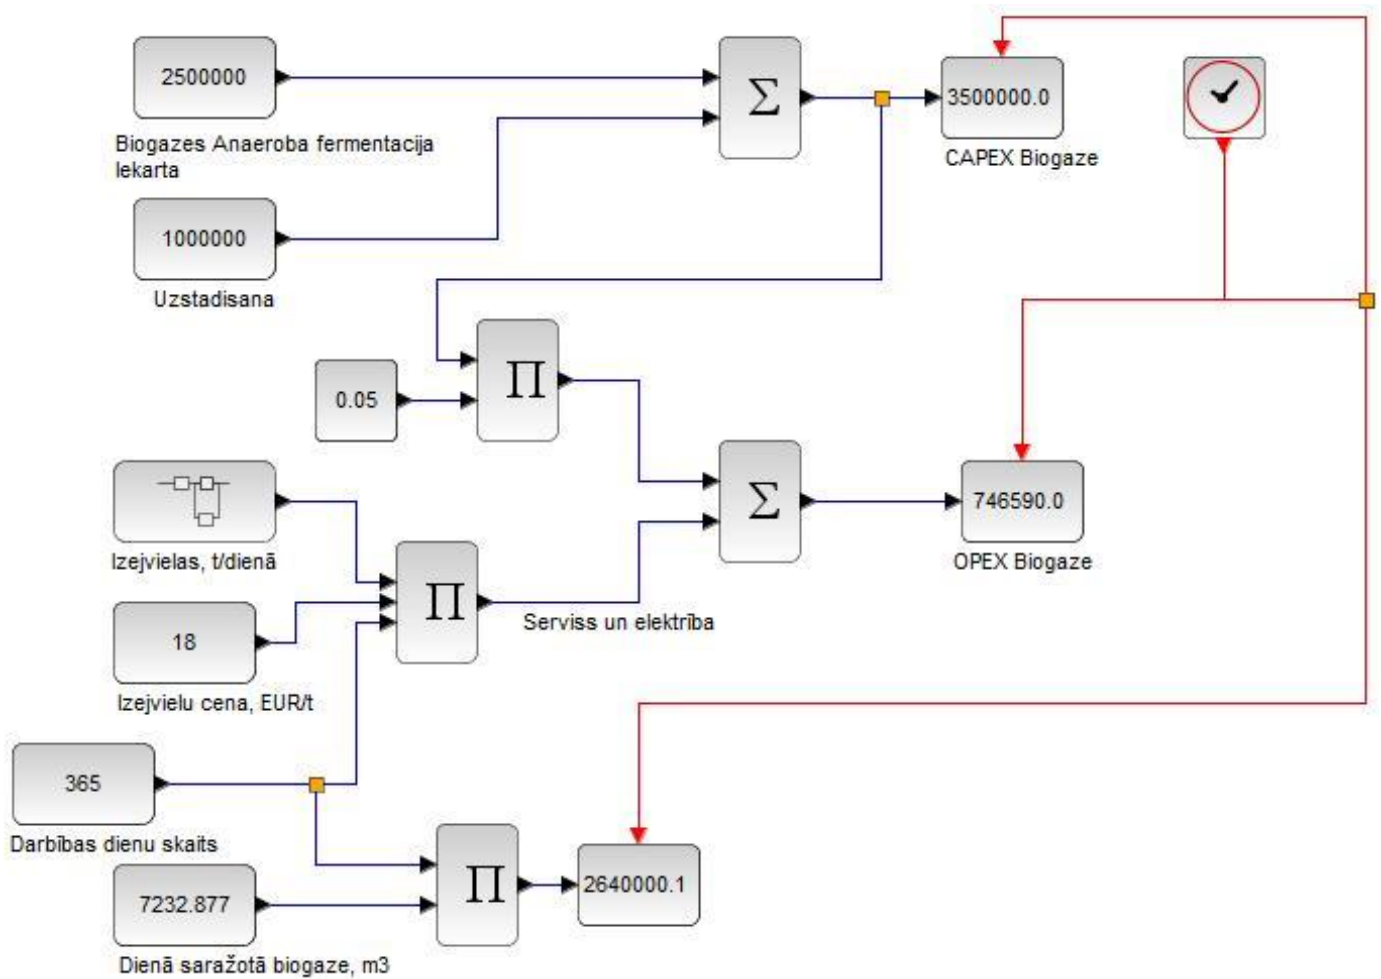 2500000
Biogazes Anaeroba fermentacija
Iekarta
1000000
Uzstadisana
Σ
3500000.0
CAPEX Biogaze
0.05
Π
Izejvielas, t/dienā
18
Izejvielu cena, EUR/t
Π
Serviss un elektrība
Σ
746590.0
OPEX Biogaze
365
Darbības dienu skaits
7232.877
Dienā saražotā biogaze, m3
Π
2640000.1